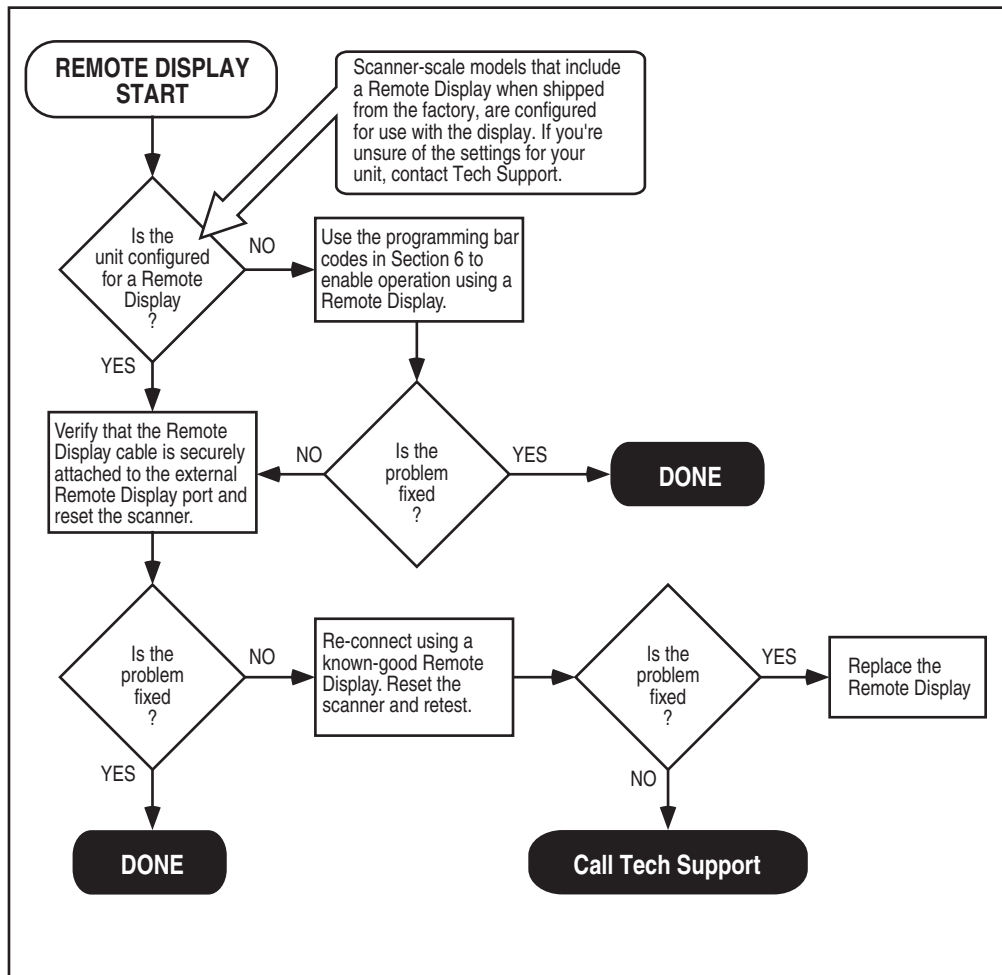 REMOTE DISPLAY
START
Scanner-scale models that include
a Remote Display when shipped
from the factory, are configured
for use with the display. If you're
unsure of the settings for your
unit, contact Tech Support.
Is the
unit configured
for a Remote
Display
?
NO
Use the programming bar
codes in Section 6 to
enable operation using a
Remote Display.
YES
Verify that the Remote
Display cable is securely
attached to the external
Remote Display port and
reset the scanner.
NO
Is the
problem
fixed
?
YES
DONE
Is the
problem
fixed
?
NO
Re-connect using a
known-good Remote
Display. Reset the
scanner and retest.
Is the
problem
fixed
?
YES
Replace the
Remote Display
YES
NO
DONE
Call Tech Support